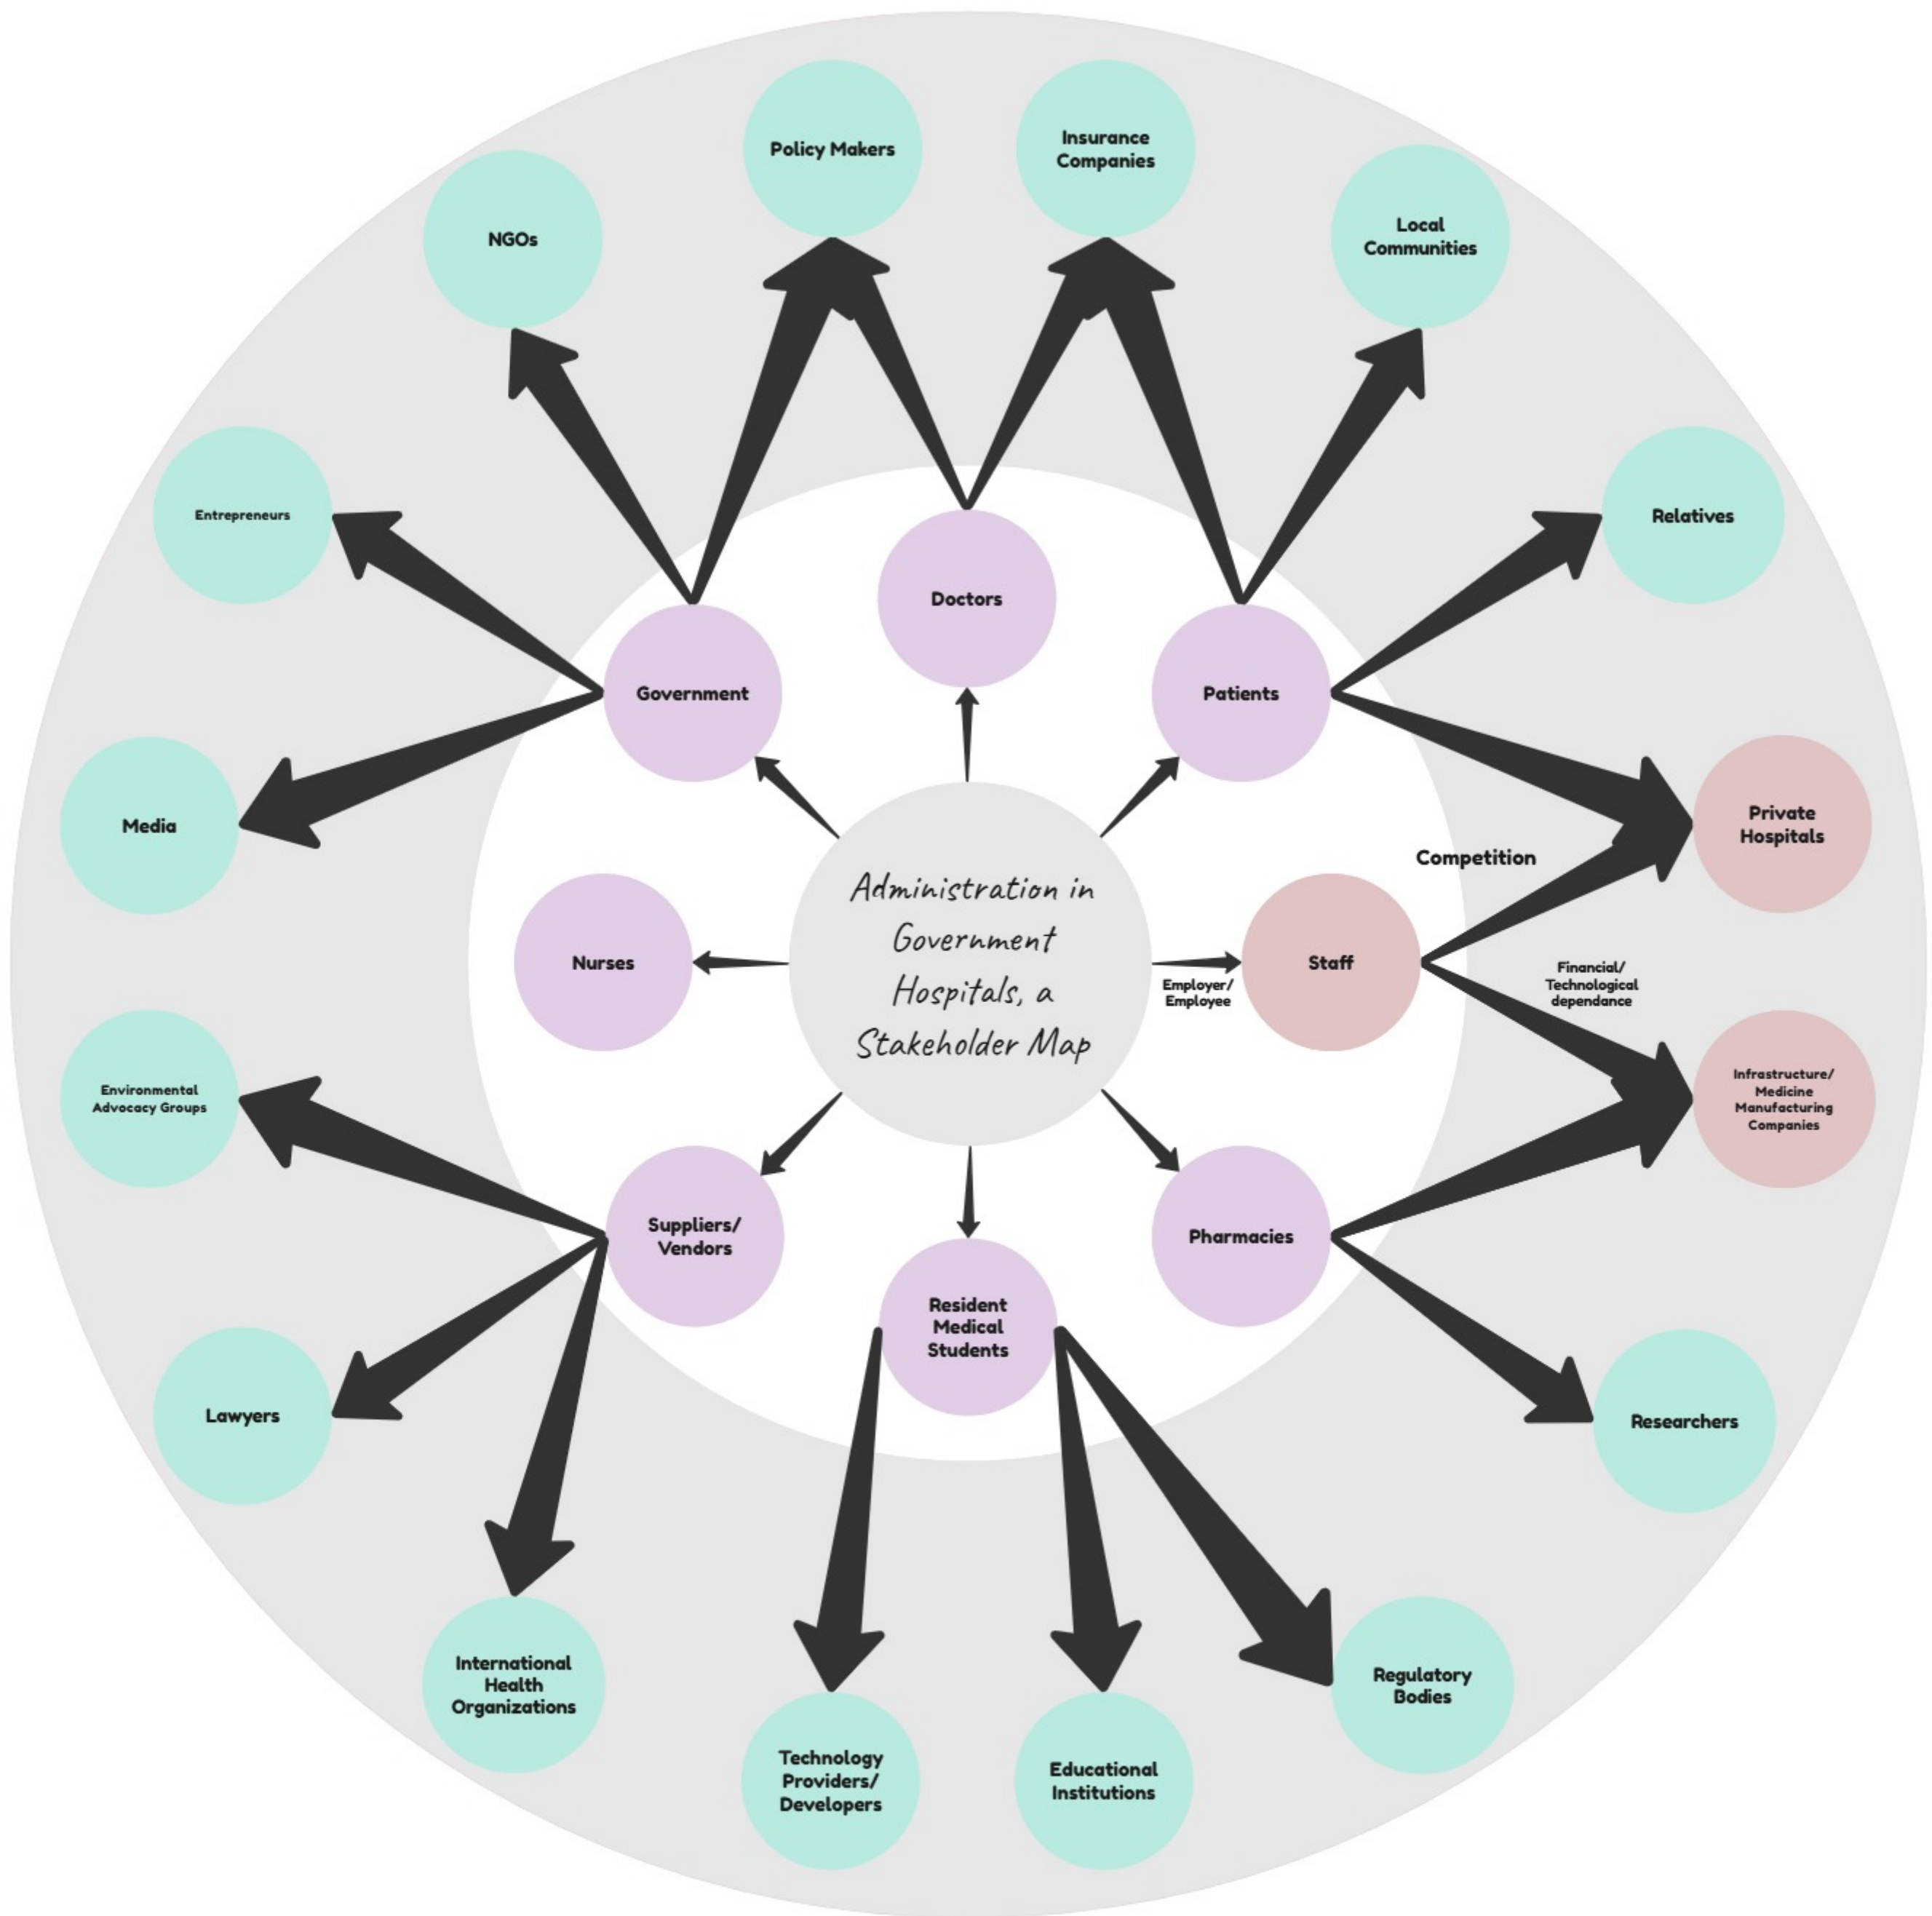 Policy Makers
Insurance
Companies
NGOs
Local
Communities
Entrepreneurs
Relatives
Doctors
Government
Patients
Media
Private
Hospitals
Competition
Administration in
Government
Hospitals, a
Stakeholder Map
Nurses
Staff
Employer/
Employee
Financial/
Technological
dependance
Environmental
Advocacy Groups
Infrastructure/
Medicine
Manufacturing
Companies
Suppliers/
Vendors
Resident
Medical
Students
Pharmacies
Lawyers
Researchers
International
Health
Organizations
Regulatory
Bodies
Technology
Providers/
Developers
Educational
Institutions